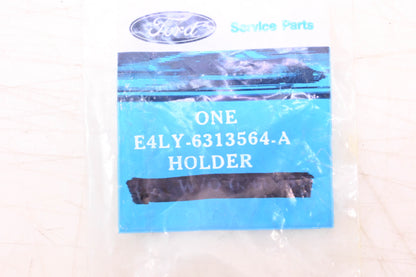 Ford Service Parts
ONE
E4LY-6313564-A
HOLDER